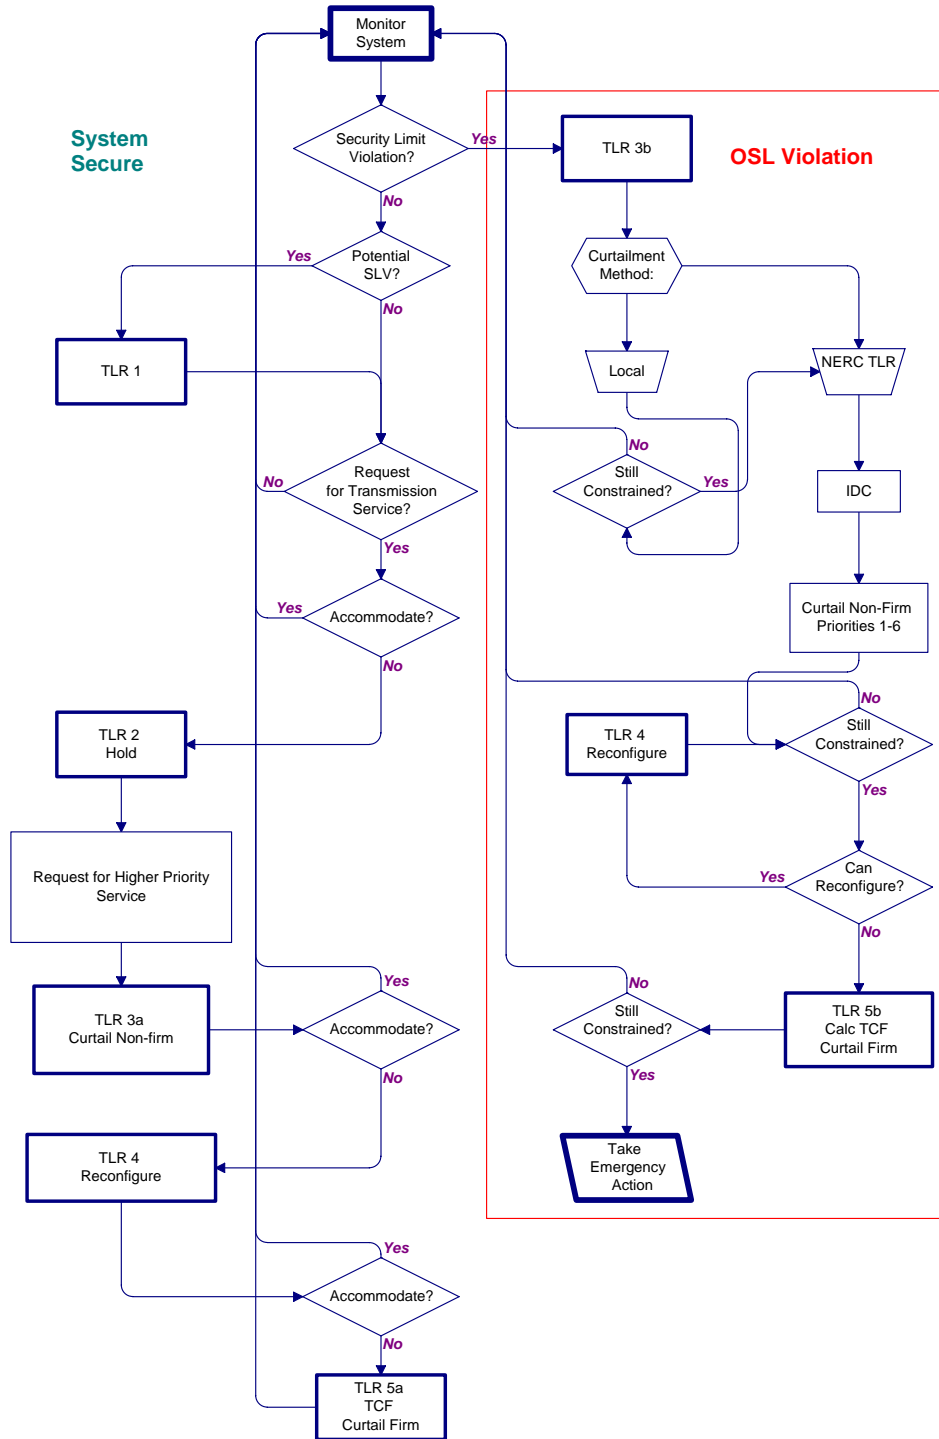 Monitor
System
System
Secure
Security Limit
Violation?
Yes
No
TLR 3b
OSL Violation
Potential
SLV?
Yes
No
Curtailment
Method:
TLR 1
Local
NERC TLR
Request
for Transmission
Service?
No
Yes
Still
Constrained?
No
Yes
IDC
Accommodate?
Yes
No
Curtail Non-Firm
Priorities 1-6
TLR 2
Hold
TLR 4
Reconfigure
Still
Constrained?
No
Yes
Request for Higher Priority
Service
Can
Reconfigure?
Yes
No
TLR 3a
Curtail Non-firm
Accommodate?
Yes
No
Still
Constrained?
No
Yes
TLR 5b
Calc TCF
Curtail Firm
TLR 4
Reconfigure
Take
Emergency
Action
Accommodate?
Yes
No
TLR 5a
TCF
Curtail Firm